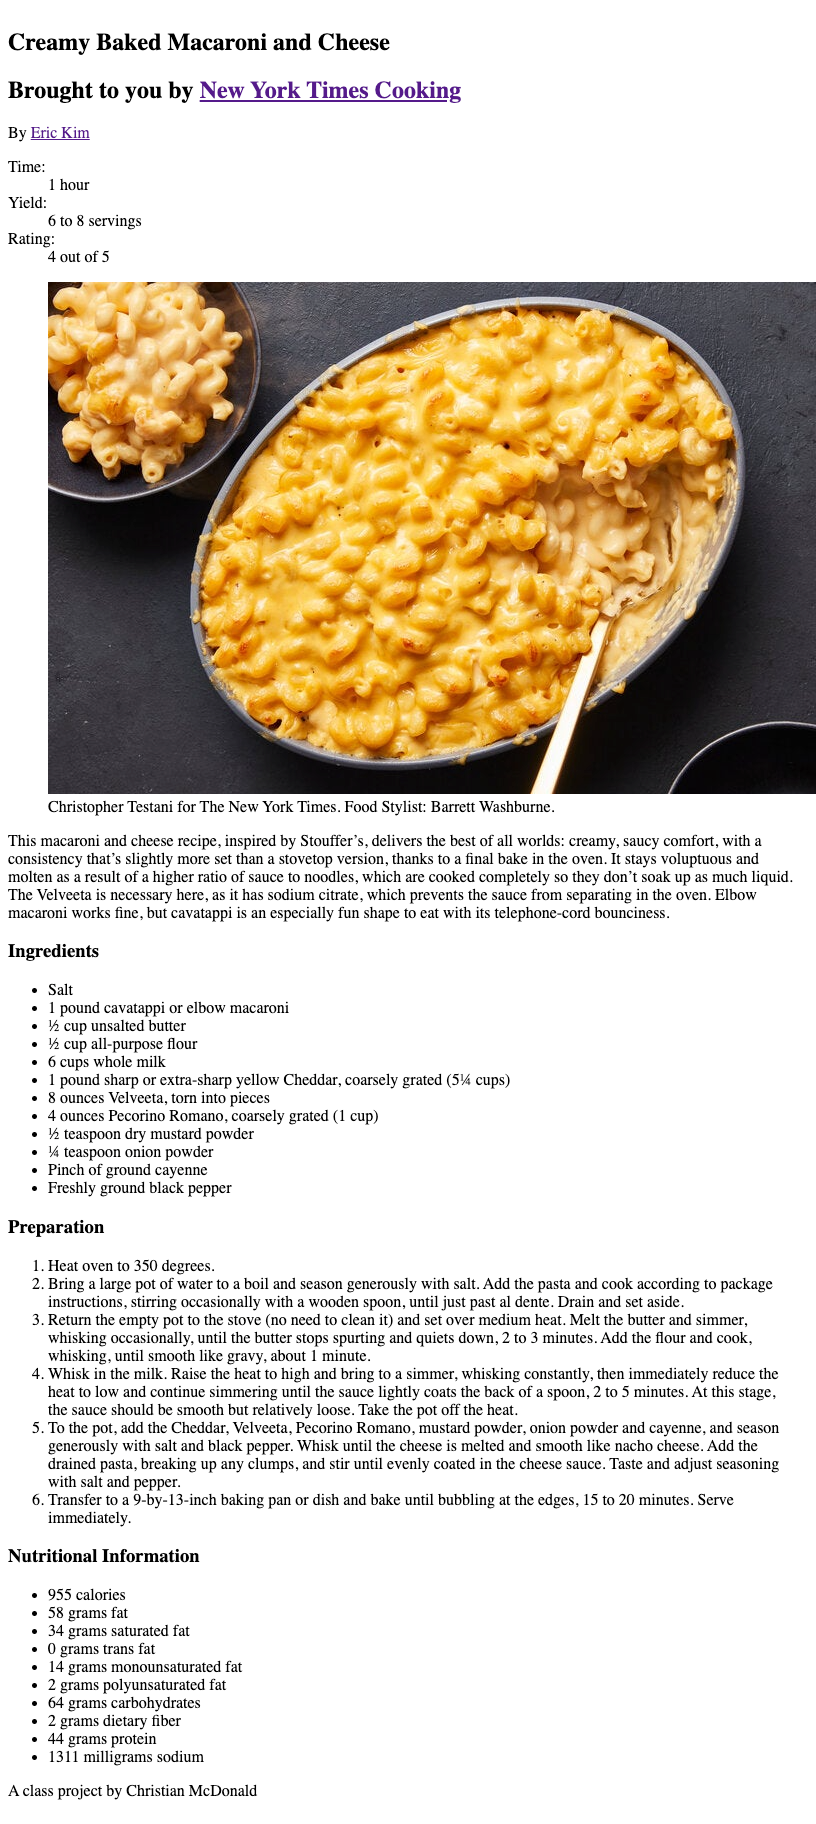 Creamy Baked Macaroni and Cheese
Brought to you by New York Times Cooking
By Eric Kim
Time:
1 hour
Yield:
6 to 8 servings
Rating:
4 out of 5
Christopher Testani for The New York Times. Food Stylist: Barrett Washburne.
This macaroni and cheese recipe, inspired by Stouffer’s, delivers the best of all worlds: creamy, saucy comfort, with a
consistency that’s slightly more set than a stovetop version, thanks to a final bake in the oven. It stays voluptuous and
molten as a result of a higher ratio of sauce to noodles, which are cooked completely so they don’t soak up as much liquid.
The Velveeta is necessary here, as it has sodium citrate, which prevents the sauce from separating in the oven. Elbow
macaroni works fine, but cavatappi is an especially fun shape to eat with its telephone-cord bounciness.
Ingredients
• Salt
• 1 pound cavatappi or elbow macaroni
• ½ cup unsalted butter
• ½ cup all-purpose flour
• 6 cups whole milk
• 1 pound sharp or extra-sharp yellow Cheddar, coarsely grated (5¼ cups)
• 8 ounces Velveeta, torn into pieces
• 4 ounces Pecorino Romano, coarsely grated (1 cup)
• ½ teaspoon dry mustard powder
• ¼ teaspoon onion powder
• Pinch of ground cayenne
• Freshly ground black pepper
Preparation
1. Heat oven to 350 degrees.
2. Bring a large pot of water to a boil and season generously with salt. Add the pasta and cook according to package
instructions, stirring occasionally with a wooden spoon, until just past al dente. Drain and set aside.
3. Return the empty pot to the stove (no need to clean it) and set over medium heat. Melt the butter and simmer,
whisking occasionally, until the butter stops spurting and quiets down, 2 to 3 minutes. Add the flour and cook,
whisking, until smooth like gravy, about 1 minute.
4. Whisk in the milk. Raise the heat to high and bring to a simmer, whisking constantly, then immediately reduce the
heat to low and continue simmering until the sauce lightly coats the back of a spoon, 2 to 5 minutes. At this stage,
the sauce should be smooth but relatively loose. Take the pot off the heat.
5. To the pot, add the Cheddar, Velveeta, Pecorino Romano, mustard powder, onion powder and cayenne, and season
generously with salt and black pepper. Whisk until the cheese is melted and smooth like nacho cheese. Add the
drained pasta, breaking up any clumps, and stir until evenly coated in the cheese sauce. Taste and adjust seasoning
with salt and pepper.
6. Transfer to a 9-by-13-inch baking pan or dish and bake until bubbling at the edges, 15 to 20 minutes. Serve
immediately.
Nutritional Information
• 955 calories
• 58 grams fat
• 34 grams saturated fat
• 0 grams trans fat
• 14 grams monounsaturated fat
• 2 grams polyunsaturated fat
• 64 grams carbohydrates
• 2 grams dietary fiber
• 44 grams protein
• 1311 milligrams sodium
A class project by Christian McDonald